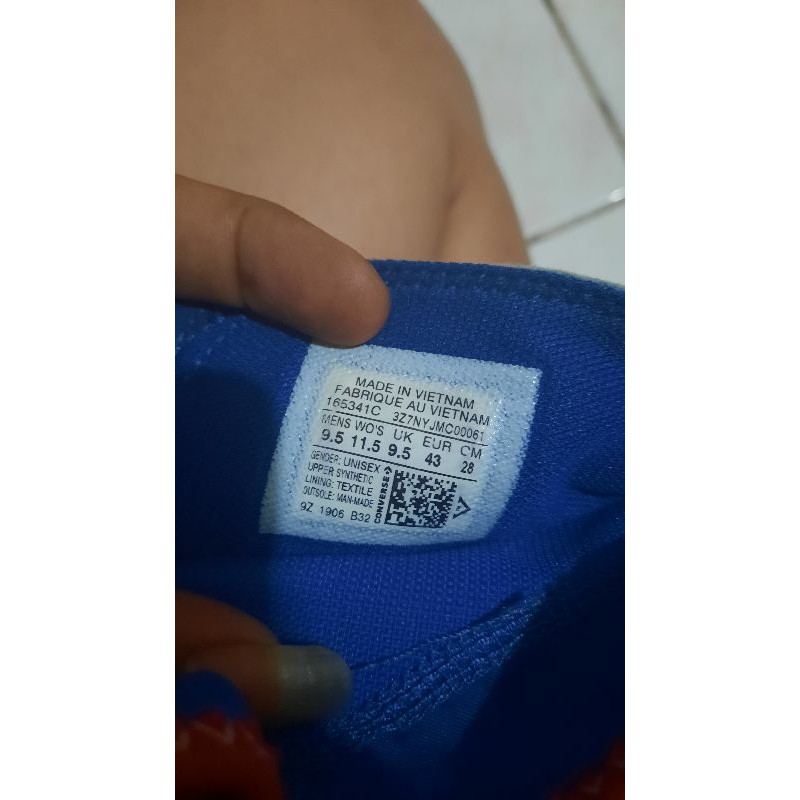 MADE IN VIETNAM
FABRIQUE AU VIETNAM
165341C 3Z7NYJMC00061
MENS WO'S UK EUR CM
9.5 11.5 9.5 43 28
GENDER: UNISEX
UPPER: SYNTHETIC
LINING: TEXTILE
OUTSOLE: MAN-MADE
9Z 1906 B32
CONVERSE